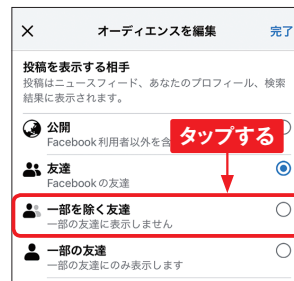 × オーディエンスを編集 完了
投稿を表示する相手
投稿はニュースフィード、あなたのプロフィール、検索
結果に表示されます。
公開
Facebook利用者以外を含
タップする
友達
Facebookの友達
一部を除く友達
一部の友達に表示しません
一部の友達
一部の友達にのみ表示します